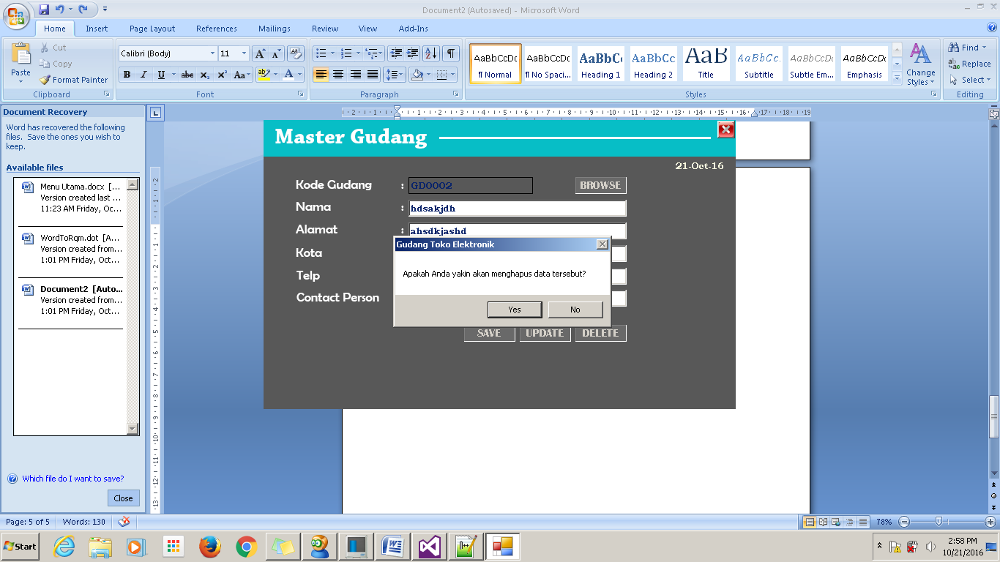 Document2 (Autosaved) - Microsoft Word
Home Insert Page Layout References Mailings Review View Add-Ins
Paste Cut Copy Format Painter
Clipboard
Calibri (Body) 11
B I U abc x₂ x² Aa ab A
Font
Paragraph
AaBbCcDc AaBbCcDc AaBbC AaBbCc AaB AaBbCc. AaBbCcDc AaBbCcDc
¶ Normal ¶ No Spaci... Heading 1 Heading 2 Title Subtitle Subtle Em... Emphasis
Change Styles
Styles
Find
Replace
Select
Editing
Document Recovery
Word has recovered the following
files. Save the ones you wish to
keep.
Available files
Menu Utama.docx [...
Version created last ...
11:23 AM Friday, Oc...
WordToRqm.dot [A...
Version created from...
1:01 PM Friday, Oct...
Document2 [Auto...
Version created from...
1:01 PM Friday, Oct...
Which file do I want to save?
Close
Master Gudang
21-Oct-16
Kode Gudang : GD0002 BROWSE
Nama : hdsakjdh
Alamat : ahsdkjashd
Kota
Telp
Contact Person
Gudang Toko Elektronik
Apakah Anda yakin akan menghapus data tersebut?
Yes No
SAVE UPDATE DELETE
Page: 5 of 5 Words: 130 78%
Start
2:58 PM
10/21/2016